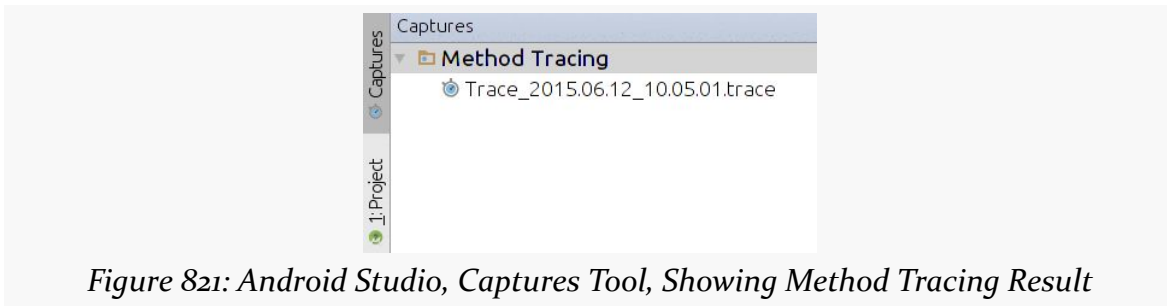 Captures
Captures
Method Tracing
Trace_2015.06.12_10.05.01.trace
1: Project
Figure 821: Android Studio, Captures Tool, Showing Method Tracing Result